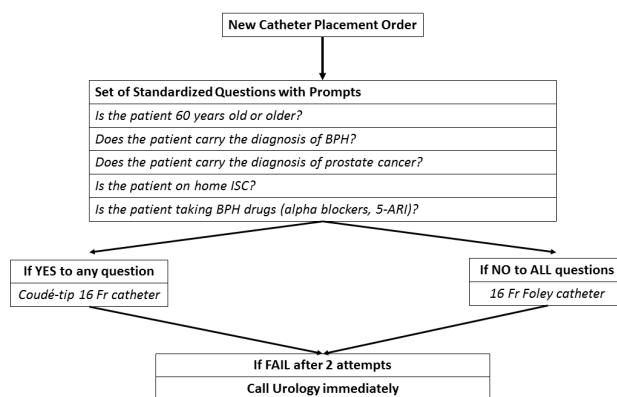 New Catheter Placement Order
Set of Standardized Questions with Prompts
Is the patient 60 years old or older?
Does the patient carry the diagnosis of BPH?
Does the patient carry the diagnosis of prostate cancer?
Is the patient on home ISC?
Is the patient taking BPH drugs (alpha blockers, 5-ARI)?
If YES to any question
Coudé-tip 16 Fr catheter
If NO to ALL questions
16 Fr Foley catheter
If FAIL after 2 attempts
Call Urology immediately